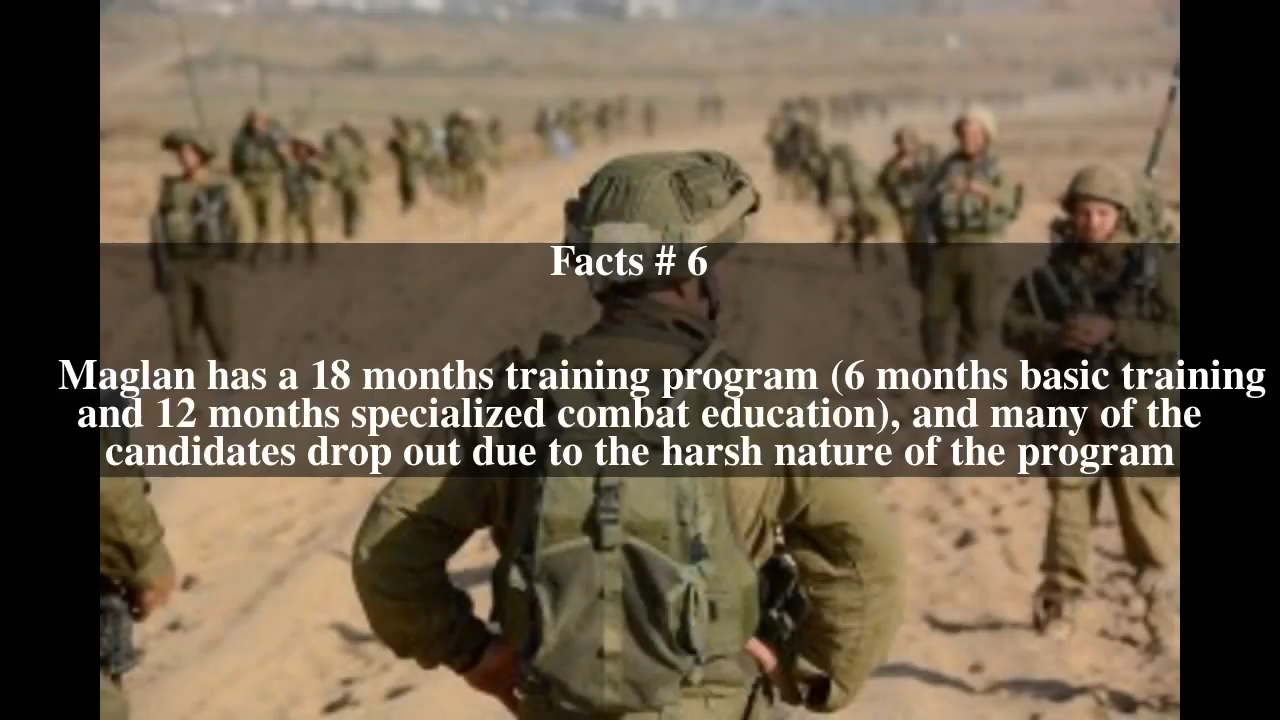 Facts # 6
Maglan has a 18 months training program (6 months basic training
and 12 months specialized combat education), and many of the
candidates drop out due to the harsh nature of the program